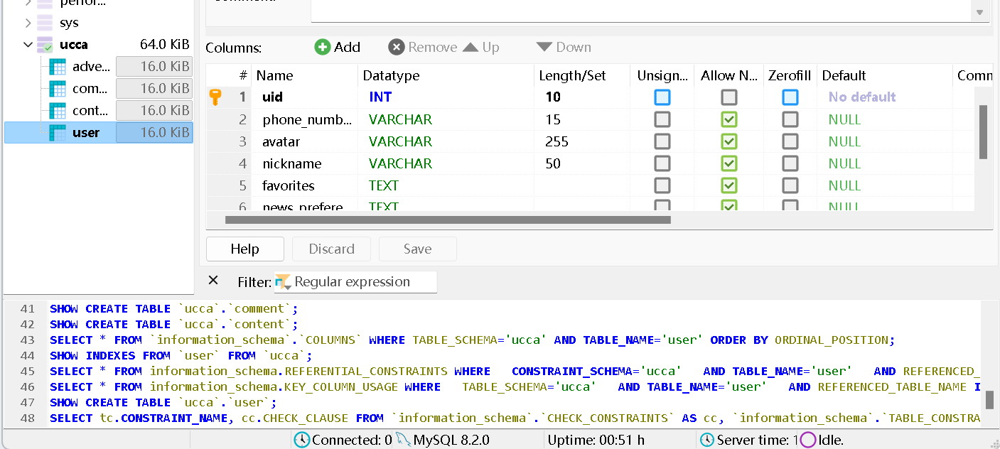 perfor...
sys
ucca 64.0 KiB
adve... 16.0 KiB
com... 16.0 KiB
cont... 16.0 KiB
user 16.0 KiB
Columns: Add Remove Up Down
# Name Datatype Length/Set Unsign... Allow N... Zerofill Default Comm
1 uid INT 10 No default
2 phone_numb... VARCHAR 15 NULL
3 avatar VARCHAR 255 NULL
4 nickname VARCHAR 50 NULL
5 favorites TEXT NULL
6 news_prefere TEXT NULL
Help Discard Save
Filter: Regular expression
41 SHOW CREATE TABLE `ucca`.`comment`;
42 SHOW CREATE TABLE `ucca`.`content`;
43 SELECT * FROM `information_schema`.`COLUMNS` WHERE TABLE_SCHEMA='ucca' AND TABLE_NAME='user' ORDER BY ORDINAL_POSITION;
44 SHOW INDEXES FROM `user` FROM `ucca`;
45 SELECT * FROM information_schema.REFERENTIAL_CONSTRAINTS WHERE CONSTRAINT_SCHEMA='ucca' AND TABLE_NAME='user' AND REFERENCED_
46 SELECT * FROM information_schema.KEY_COLUMN_USAGE WHERE TABLE_SCHEMA='ucca' AND TABLE_NAME='user' AND REFERENCED_TABLE_NAME I
47 SHOW CREATE TABLE `ucca`.`user`;
48 SELECT tc.CONSTRAINT_NAME, cc.CHECK_CLAUSE FROM `information_schema`.`CHECK_CONSTRAINTS` AS cc, `information_schema`.`TABLE_CONSTRA
Connected: 0 MySQL 8.2.0 Uptime: 00:51 h Server time: 1 Idle.